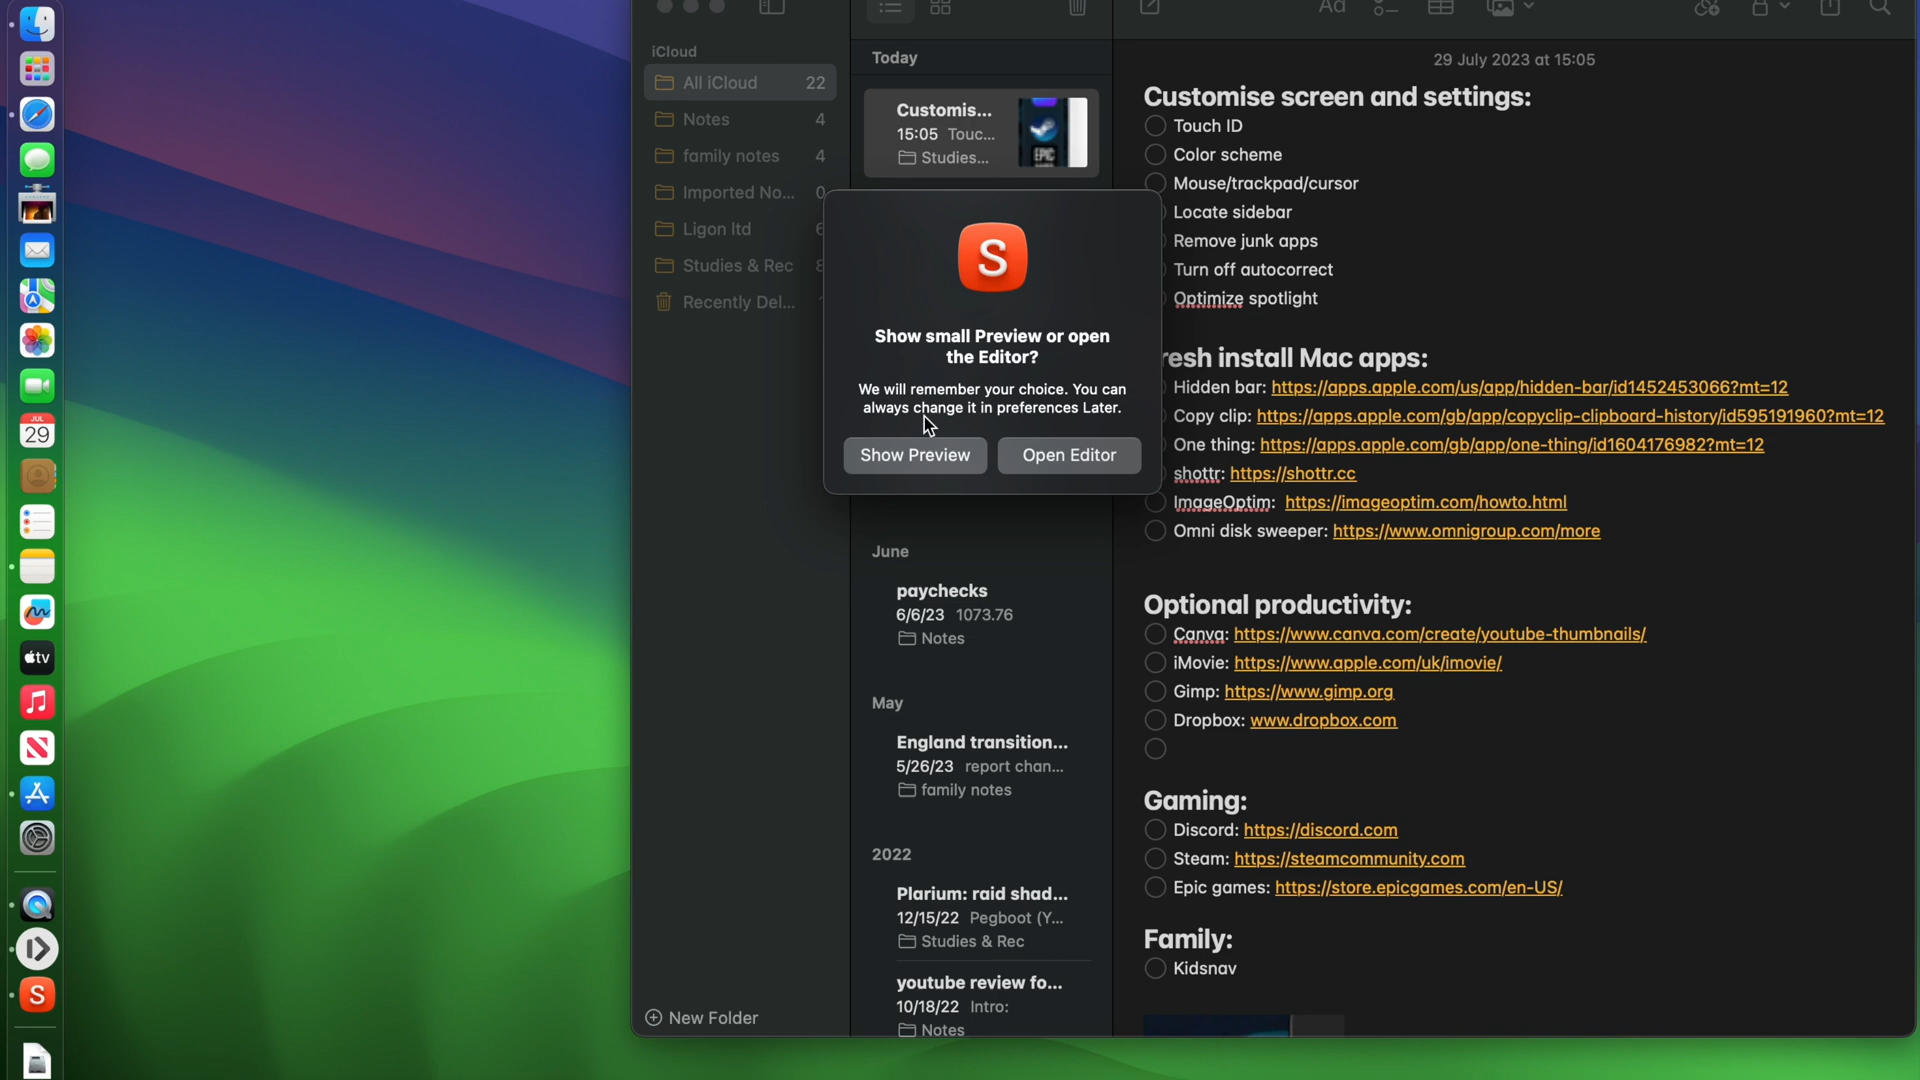 iCloud
All iCloud 22
Notes 4
family notes 4
Imported No... 0
Ligon ltd
Studies & Rec
Recently Del...
New Folder
Today
Customis...
15:05 Touc...
Studies...
S
Show small Preview or open
the Editor?
We will remember your choice. You can
always change it in preferences Later.
Show Preview Open Editor
June
paychecks
6/6/23 1073.76
Notes
May
England transition...
5/26/23 report chan...
family notes
2022
Plarium: raid shad...
12/15/22 Pegboot (Y...
Studies & Rec
youtube review fo...
10/18/22 Intro:
Notes
Aa
29 July 2023 at 15:05
Customise screen and settings:
Touch ID
Color scheme
Mouse/trackpad/cursor
Locate sidebar
Remove junk apps
Turn off autocorrect
Optimize spotlight
resh install Mac apps:
Hidden bar: https://apps.apple.com/us/app/hidden-bar/id1452453066?mt=12
Copy clip: https://apps.apple.com/gb/app/copyclip-clipboard-history/id595191960?mt=12
One thing: https://apps.apple.com/gb/app/one-thing/id1604176982?mt=12
shottr: https://shottr.cc
ImageOptim: https://imageoptim.com/howto.html
Omni disk sweeper: https://www.omnigroup.com/more
Optional productivity:
Canva: https://www.canva.com/create/youtube-thumbnails/
iMovie: https://www.apple.com/uk/imovie/
Gimp: https://www.gimp.org
Dropbox: www.dropbox.com
Gaming:
Discord: https://discord.com
Steam: https://steamcommunity.com
Epic games: https://store.epicgames.com/en-US/
Family:
Kidsnav
JUL
29
tv
S
EPIC